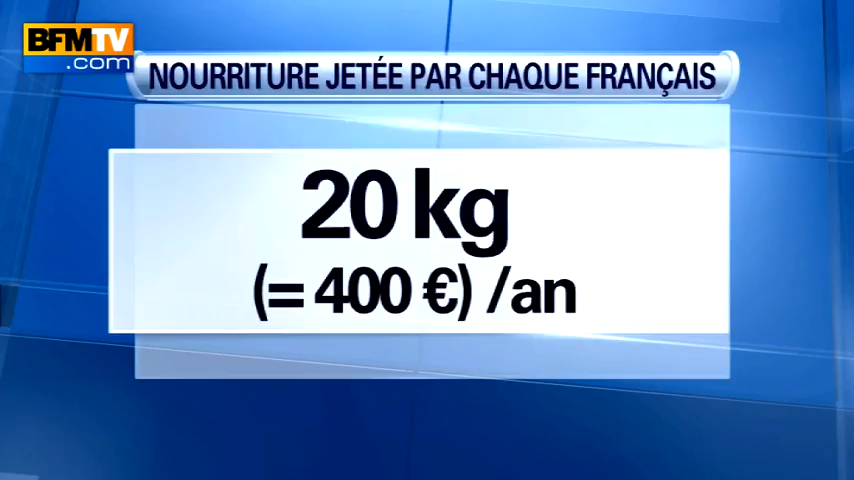 BFMTV
.com
NOURRITURE JETÉE PAR CHAQUE FRANÇAIS
20 kg
(= 400 €) /an